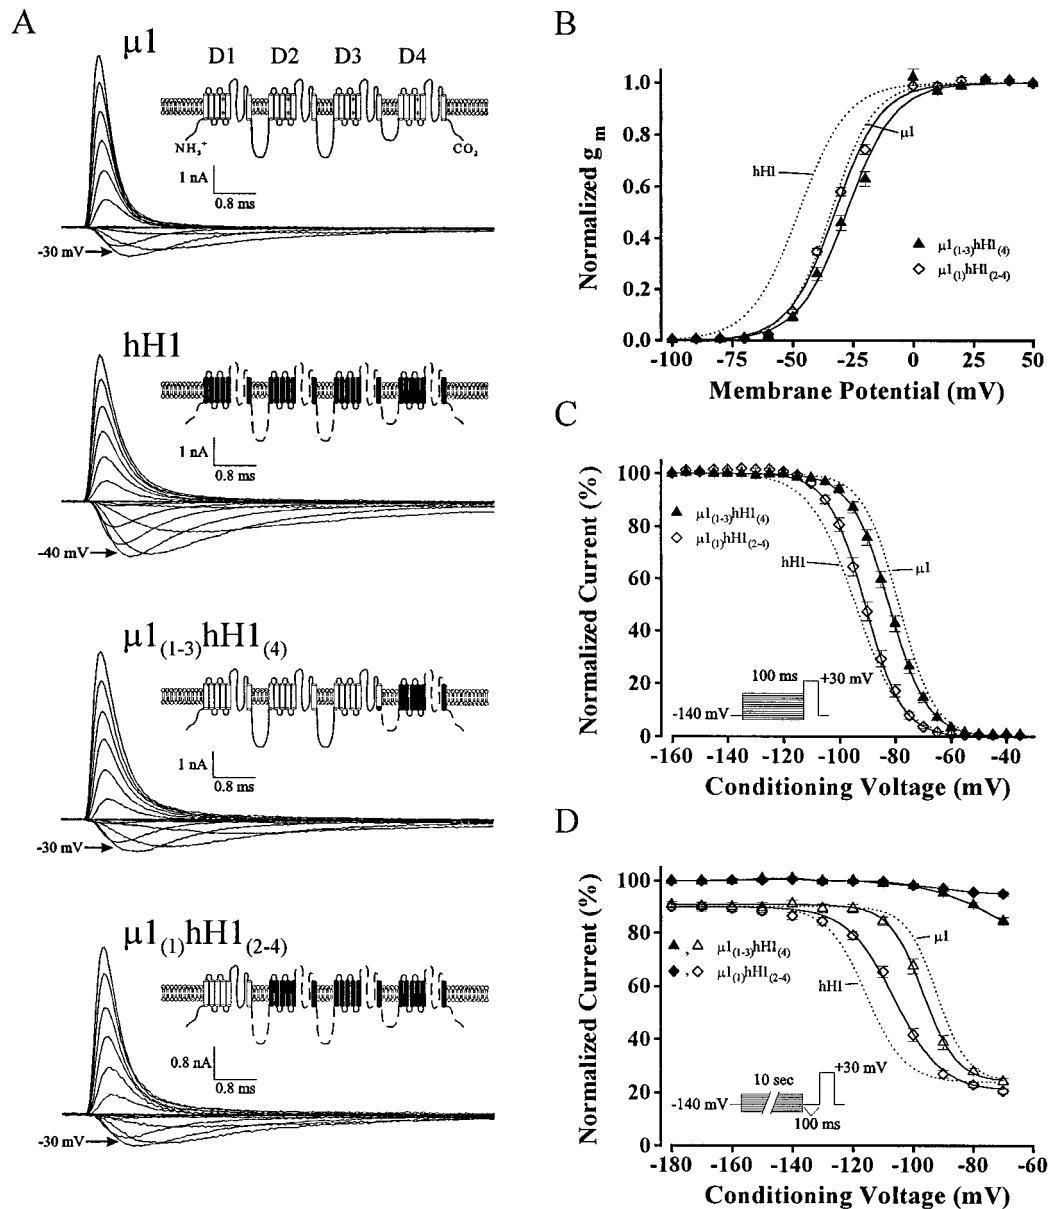 A
μ1
D1 D2 D3 D4
NH₃⁺
CO₂
1 nA
0.8 ms
-30 mV
hH1
1 nA
0.8 ms
-40 mV
μ1₍₁₋₃₎hH1₍₄₎
1 nA
0.8 ms
-30 mV
μ1₍₁₎hH1₍₂₋₄₎
0.8 nA
0.8 ms
-30 mV
B
Normalized gₘ
1.0
0.8
0.6
0.4
0.2
0.0
hH1
μ1
μ1₍₁₋₃₎hH1₍₄₎
μ1₍₁₎hH1₍₂₋₄₎
-100 -75 -50 -25 0 25 50
Membrane Potential (mV)
C
Normalized Current (%)
100
80
60
40
20
0
μ1₍₁₋₃₎hH1₍₄₎
μ1₍₁₎hH1₍₂₋₄₎
hH1
μ1
100 ms
+30 mV
-140 mV
-160 -140 -120 -100 -80 -60 -40
Conditioning Voltage (mV)
D
Normalized Current (%)
100
80
60
40
20
0
μ1
, μ1₍₁₋₃₎hH1₍₄₎
, μ1₍₁₎hH1₍₂₋₄₎
hH1
10 sec
+30 mV
-140 mV
100 ms
-180 -160 -140 -120 -100 -80 -60
Conditioning Voltage (mV)